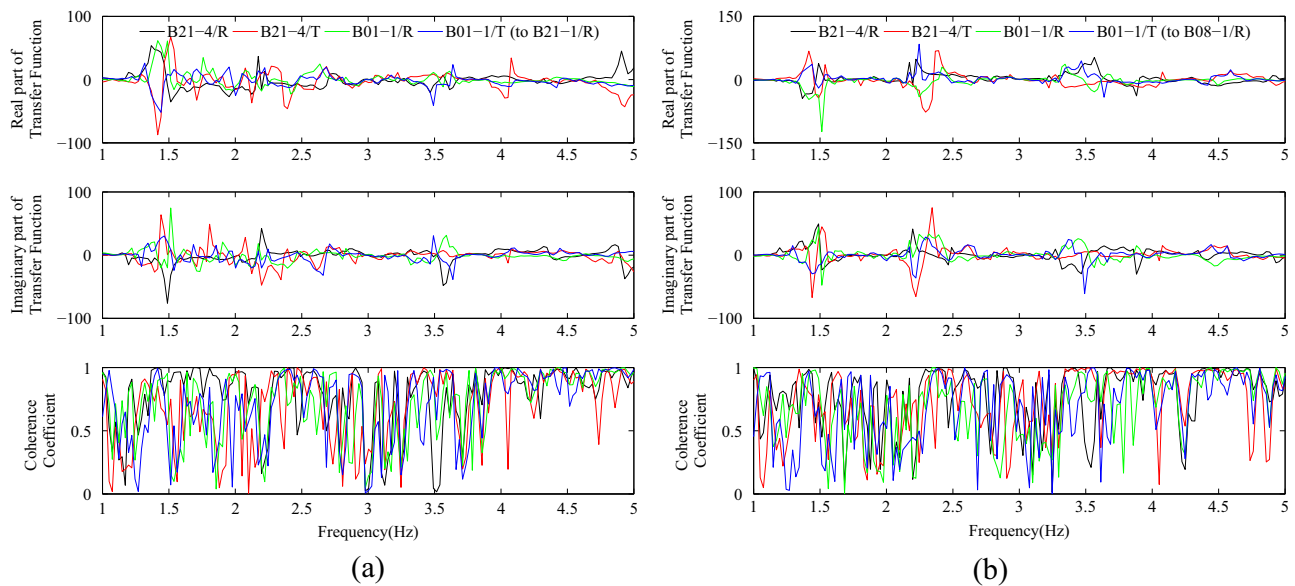 100
B21−4/R B21−4/T B01−1/R B01−1/T (to B21−1/R)
Real part of
Transfer Function
0
−100
1 1.5 2 2.5 3 3.5 4 4.5 5
100
Imaginary part of
Transfer Function
0
−100
1 1.5 2 2.5 3 3.5 4 4.5 5
1
Coherence
Coefficient
0.5
0
1 1.5 2 2.5 3 3.5 4 4.5 5
Frequency(Hz)
(a)
150
B21−4/R B21−4/T B01−1/R B01−1/T (to B08−1/R)
Real part of
Transfer Function
0
−150
1 1.5 2 2.5 3 3.5 4 4.5 5
100
Imaginary part of
Transfer Function
0
−100
1 1.5 2 2.5 3 3.5 4 4.5 5
1
Coherence
Coefficient
0.5
0
1 1.5 2 2.5 3 3.5 4 4.5 5
Frequency(Hz)
(b)